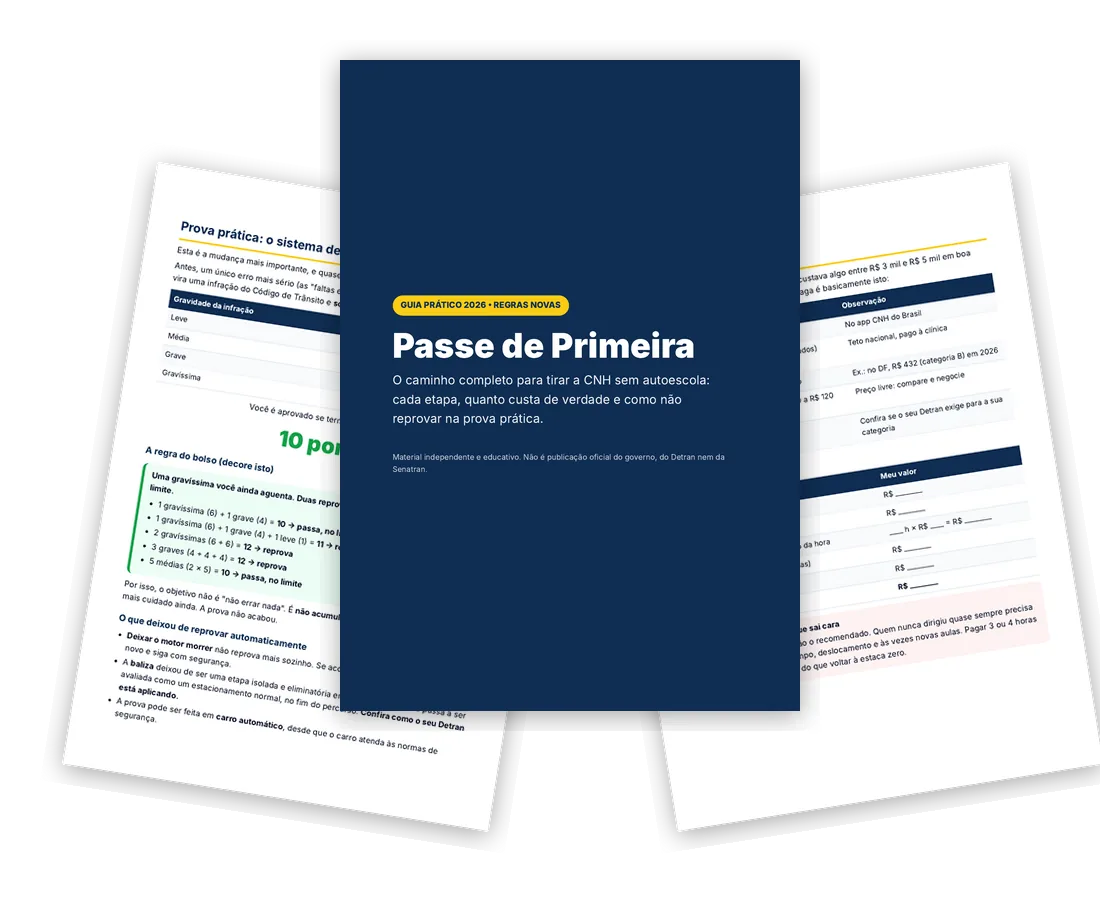 GUIA PRÁTICO 2026 • REGRAS NOVAS
Passe de Primeira
O caminho completo para tirar a CNH sem autoescola:
cada etapa, quanto custa de verdade e como não
reprovar na prova prática.
Material independente e educativo. Não é publicação oficial do governo, do Detran nem da
Senatran.
Prova prática: o sistema de
Esta é a mudança mais importante, e quase
Antes, um único erro mais sério (as "faltas e
vira uma infração do Código de Trânsito e
Gravidade da infração
Leve
Média
Grave
Gravíssima
Você é aprovado se
10
A regra do bolso (decore isto)
Uma gravíssima você ainda aguenta. Duas
limite.
• 1 gravíssima (6) + 1 grave (4) = 10 → passa, no
• 1 gravíssima (6) + 1 grave (4) + 1 leve (1) = 11 →
• 2 gravíssimas (6 + 6) = 12 → reprova
• 3 graves (4 + 4 + 4) = 12 → reprova
• 5 médias (2 × 5) = 10 → passa, no limite
Por isso, o objetivo não é "não errar nada". É não
mais cuidado ainda. A prova não acabou.
O que deixou de reprovar automaticamente
• Deixar o motor morrer não reprova mais sozinho. Se
novo e siga com segurança.
• A baliza deixou de ser uma etapa isolada e eliminatória
passa a ser
avaliada como um estacionamento normal, no fim do Confira como o seu Detran
está aplicando.
• A prova pode ser feita em carro automático, desde que o carro atenda às normas de
segurança.
custava algo entre R$ 3 mil e R$ 5 mil em boa
é basicamente isto:
Observação
No app CNH do Brasil
Teto nacional, pago à clínica
Ex.: no DF, R$ 432 (categoria B) em 2026
a R$ 120
Preço livre: compare e negocie
Confira se o seu Detran exige para a sua
categoria
Meu valor
R$ ______
R$ ______
da hora
___ h × R$ ___ = R$ ______
R$ ______
R$ ______
R$ ______
sai cara
o recomendado. Quem nunca dirigiu quase sempre precisa
deslocamento e às vezes novas aulas. Pagar 3 ou 4 horas
do que voltar à estaca zero.